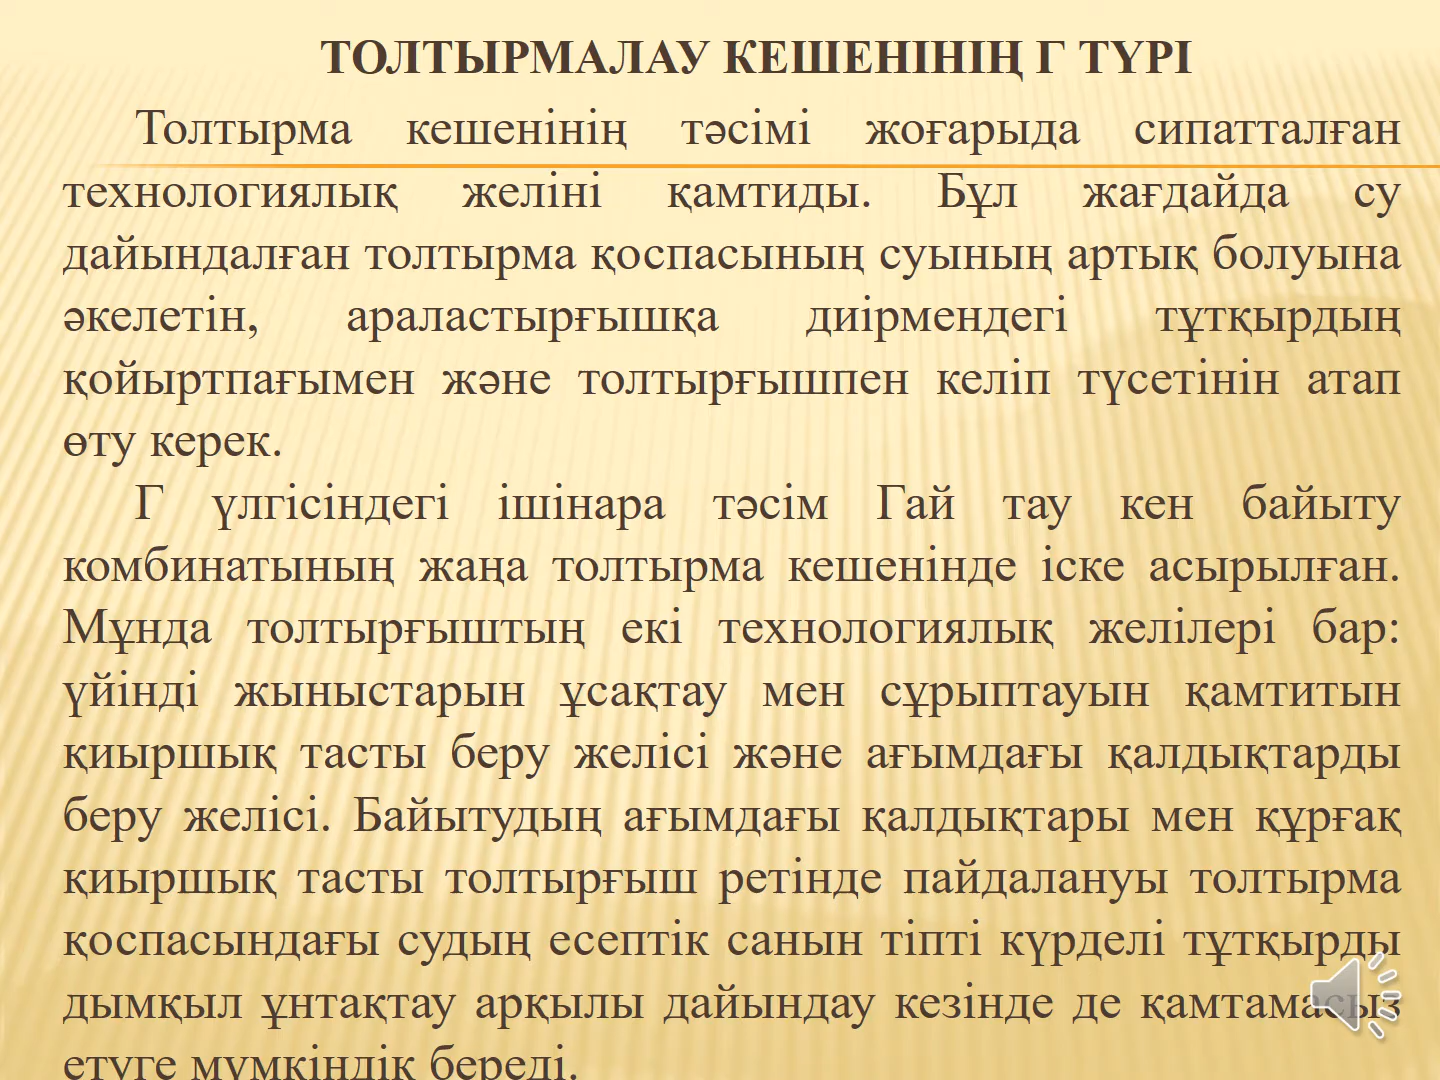 ТОЛТЫРМАЛАУ КЕШЕНІНІҢ Г ТҮРІ
Толтырма кешенінің тәсімі жоғарыда сипатталған
технологиялық желіні қамтиды. Бұл жағдайда су
дайындалған толтырма қоспасының суының артық болуына
әкелетін, араластырғышқа диірмендегі тұтқырдың
қойыртпағымен және толтырғышпен келіп түсетінін атап
өту керек.
Г үлгісіндегі ішінара тәсім Гай тау кен байыту
комбинатының жаңа толтырма кешенінде іске асырылған.
Мұнда толтырғыштың екі технологиялық желілері бар:
үйінді жыныстарын ұсақтау мен сұрыптауын қамтитын
қиыршық тасты беру желісі және ағымдағы қалдықтарды
беру желісі. Байытудың ағымдағы қалдықтары мен құрғақ
қиыршық тасты толтырғыш ретінде пайдалануы толтырма
қоспасындағы судың есептік санын тіпті күрделі тұтқырды
дымқыл ұнтақтау арқылы дайындау кезінде де қамтамасыз
етуге мүмкіндік береді.